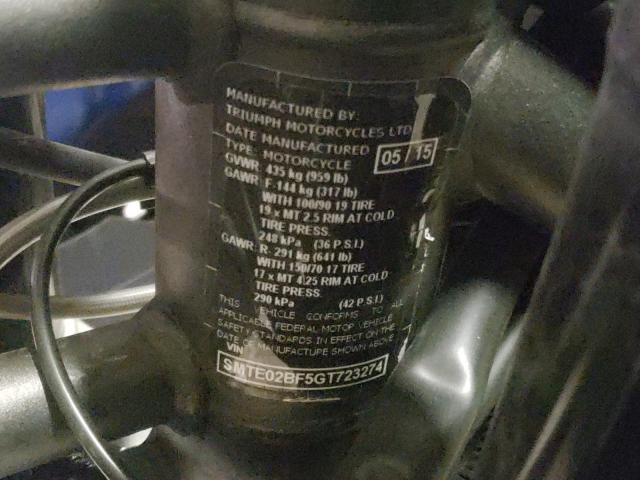 MANUFACTURED BY:
TRIUMPH MOTORCYCLES LTD
DATE MANUFACTURED 05 / 15
TYPE: MOTORCYCLE
GVWR: 435 kg (959 lb)
GAWR: F- 144 kg (317 lb)
WITH 100/90 19 TIRE
19 x MT 2.5 RIM AT COLD
TIRE PRESS.
248 kPa (36 P.S.I.)
GAWR: R- 291 kg (641 lb)
WITH 150/70 17 TIRE
17 x MT 4.25 RIM AT COLD
TIRE PRESS.
290 kPa (42 P.S.I)
THIS VEHICLE CONFORMS TO ALL
APPLICABLE FEDERAL MOTOR VEHICLE
SAFETY STANDARDS IN EFFECT ON THE
DATE OF MANUFACTURE SHOWN ABOVE
VIN
SMTE02BF5GT723274